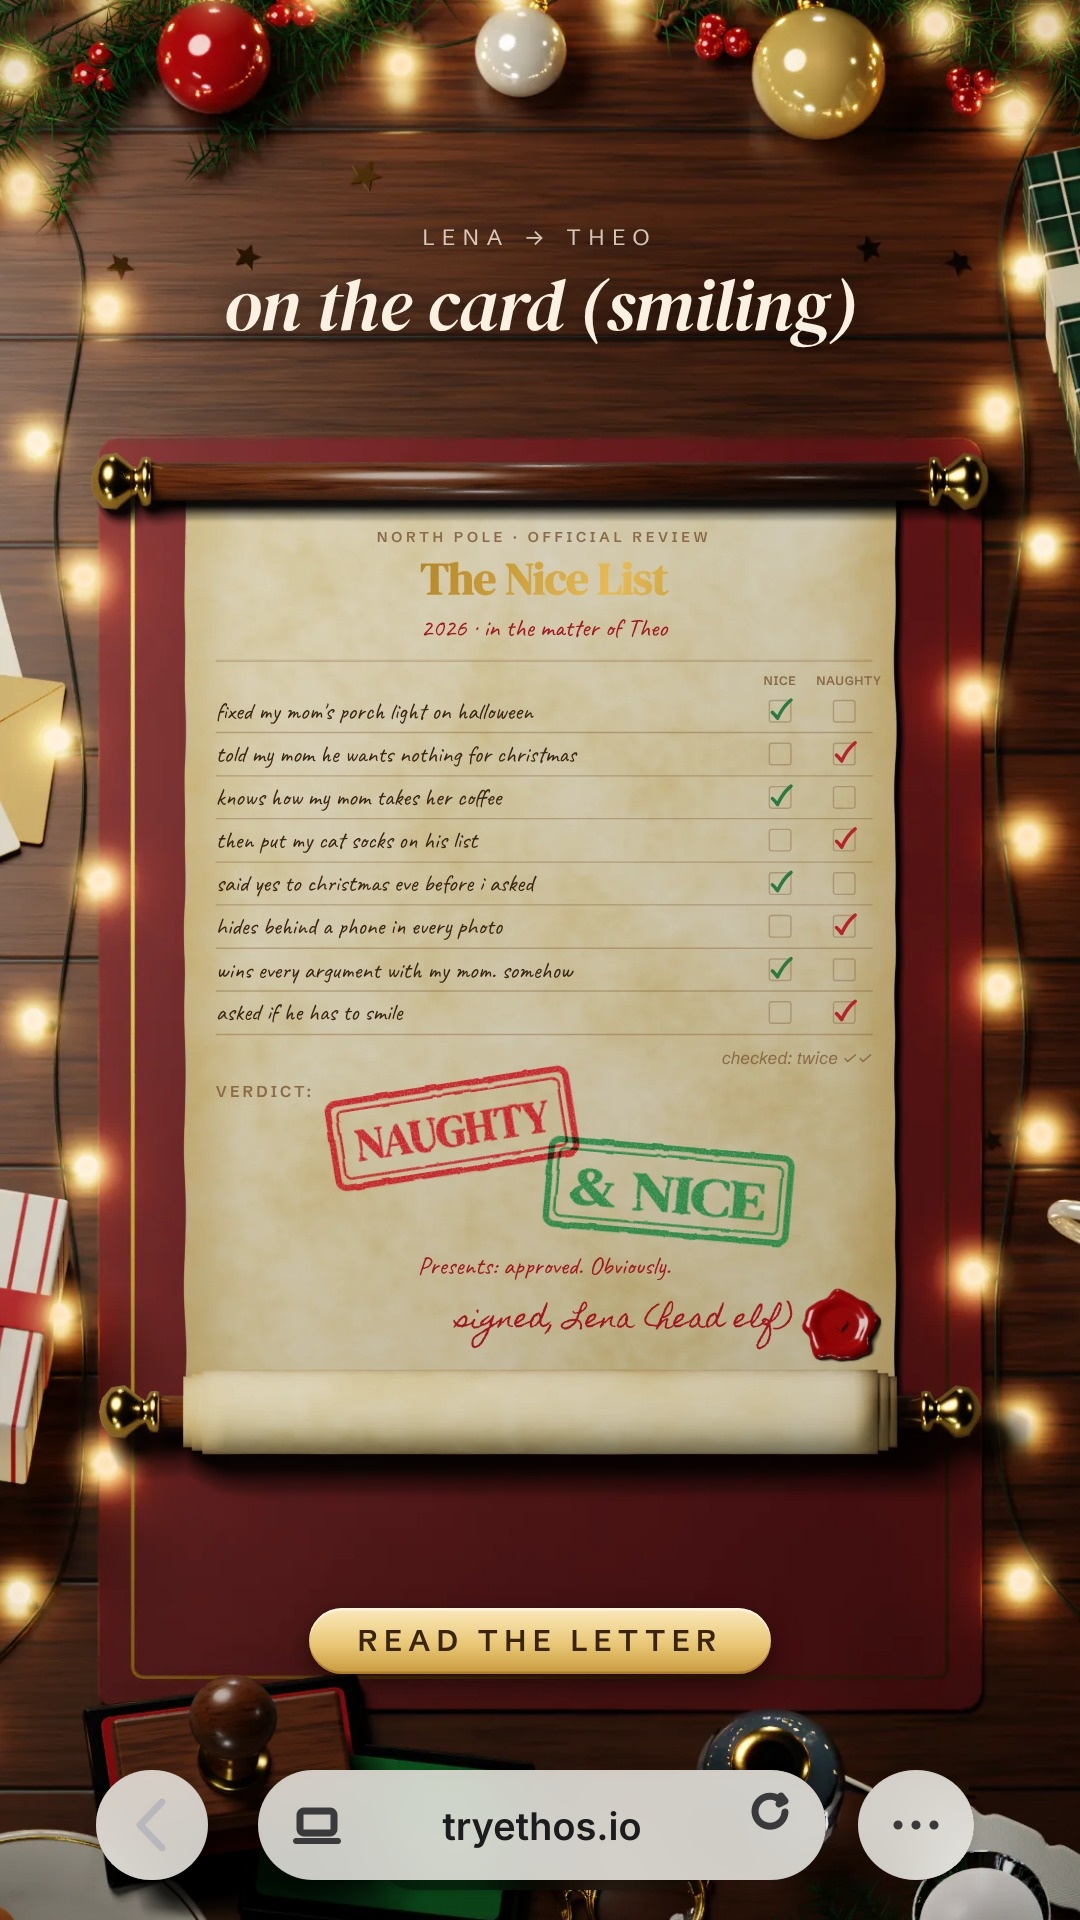 LENA → THEO
on the card (smiling)
NORTH POLE · OFFICIAL REVIEW
The Nice List
2026 · in the matter of Theo
NICE NAUGHTY
fixed my mom's porch light on halloween
told my mom he wants nothing for christmas
knows how my mom takes her coffee
then put my cat socks on his list
said yes to christmas eve before i asked
hides behind a phone in every photo
wins every argument with my mom. somehow
asked if he has to smile
checked: twice ✓✓
VERDICT:
NAUGHTY
& NICE
Presents: approved. Obviously.
signed, Lena (head elf)
READ THE LETTER
tryethos.io